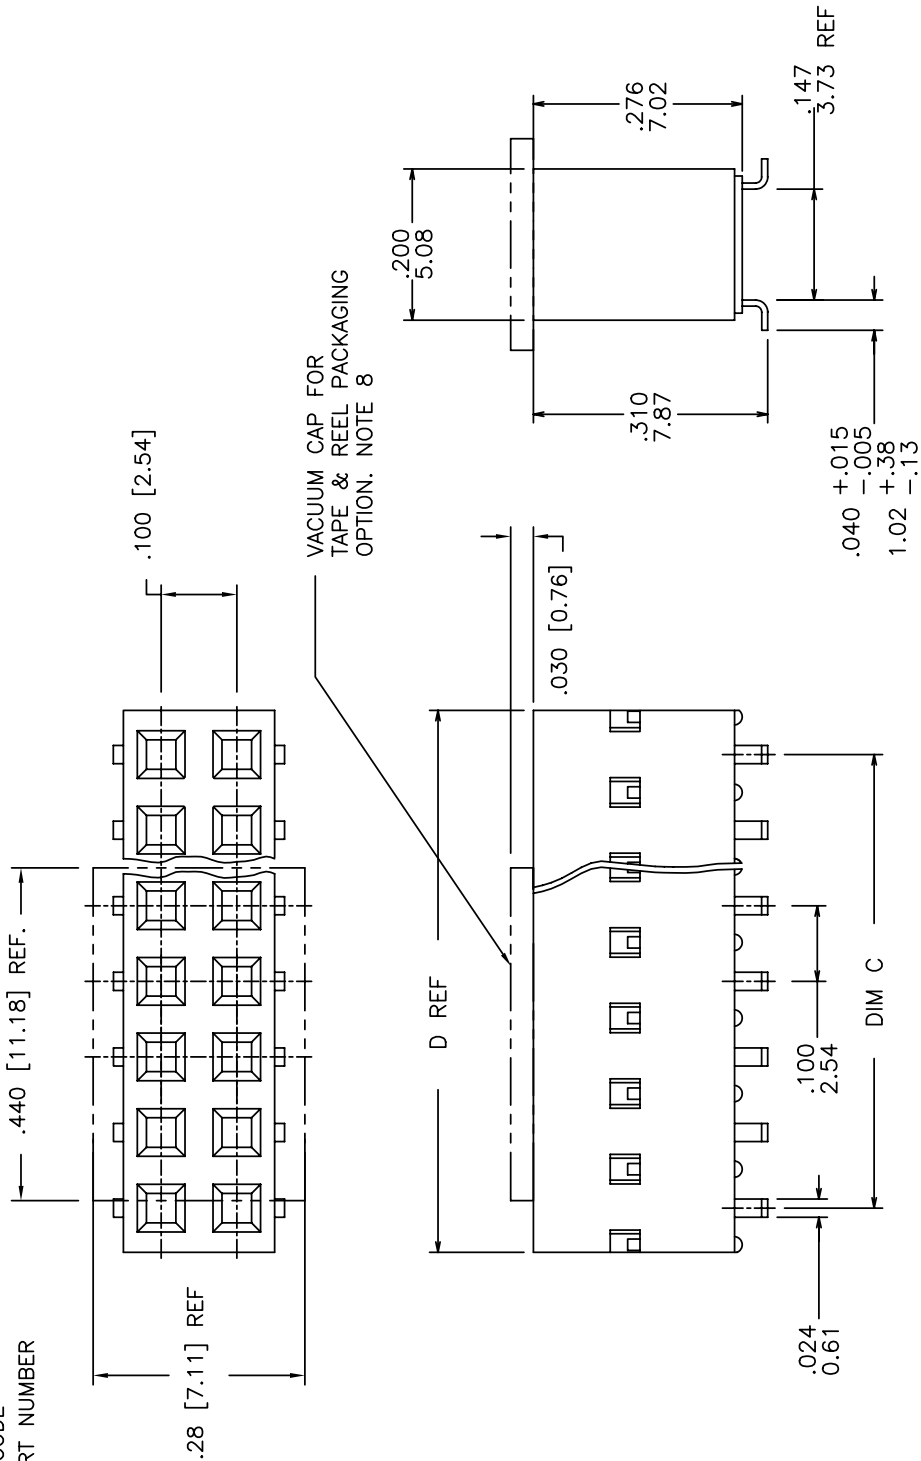 CODE
RT NUMBER
.440 [11.18] REF.
.28 [7.11] REF
.100 [2.54]
VACUUM CAP FOR
TAPE & REEL PACKAGING
OPTION. NOTE 8
D REF
.030 [0.76]
.024
0.61
.100
2.54
DIM C
.200
5.08
.310
7.87
.276
7.02
.040 +.015
-.005
1.02 +.38
-.13
.147
3.73 REF